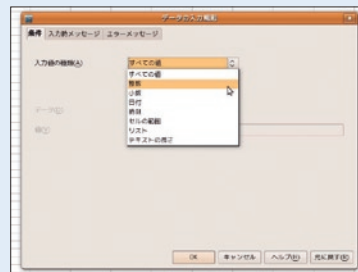 データの入力規則
条件 入力時メッセージ エラーメッセージ
入力値の種類(A) すべての値
すべての値
整数
小数
日付
時刻
セルの範囲
リスト
テキストの長さ
データ(D)
OK キャンセル ヘルプ(H) 元に戻す(R)